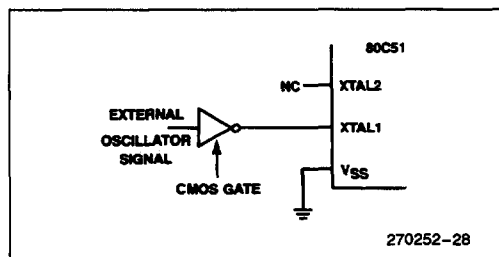 80C51
NC
XTAL2
EXTERNAL
OSCILLATOR
SIGNAL
XTAL1
CMOS GATE
VSS
270252-28